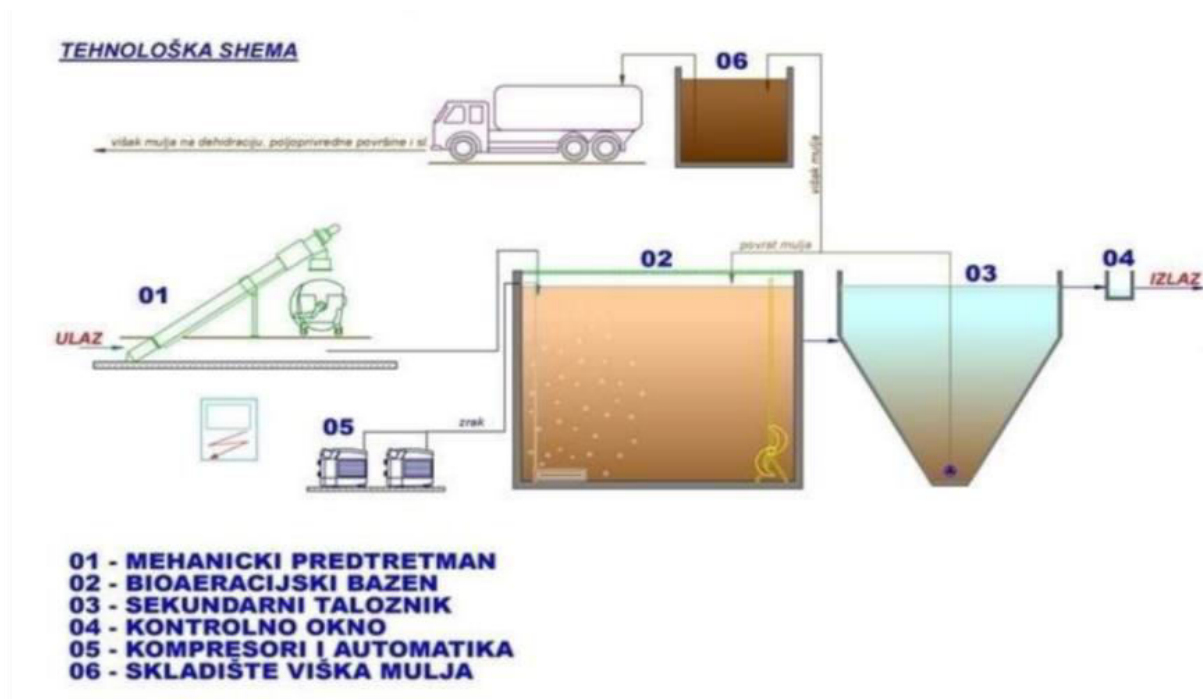 TEHNOLOŠKA SHEMA
06
višak mulja na dehidraciju, poljoprivredne površine i sl
višak mulja
povrat mulja
02
03
04
IZLAZ
01
ULAZ
05
zrak
01 - MEHANICKI PREDTRETMAN
02 - BIOAERACIJSKI BAZEN
03 - SEKUNDARNI TALOZNIK
04 - KONTROLNO OKNO
05 - KOMPRESORI I AUTOMATIKA
06 - SKLADIŠTE VIŠKA MULJA